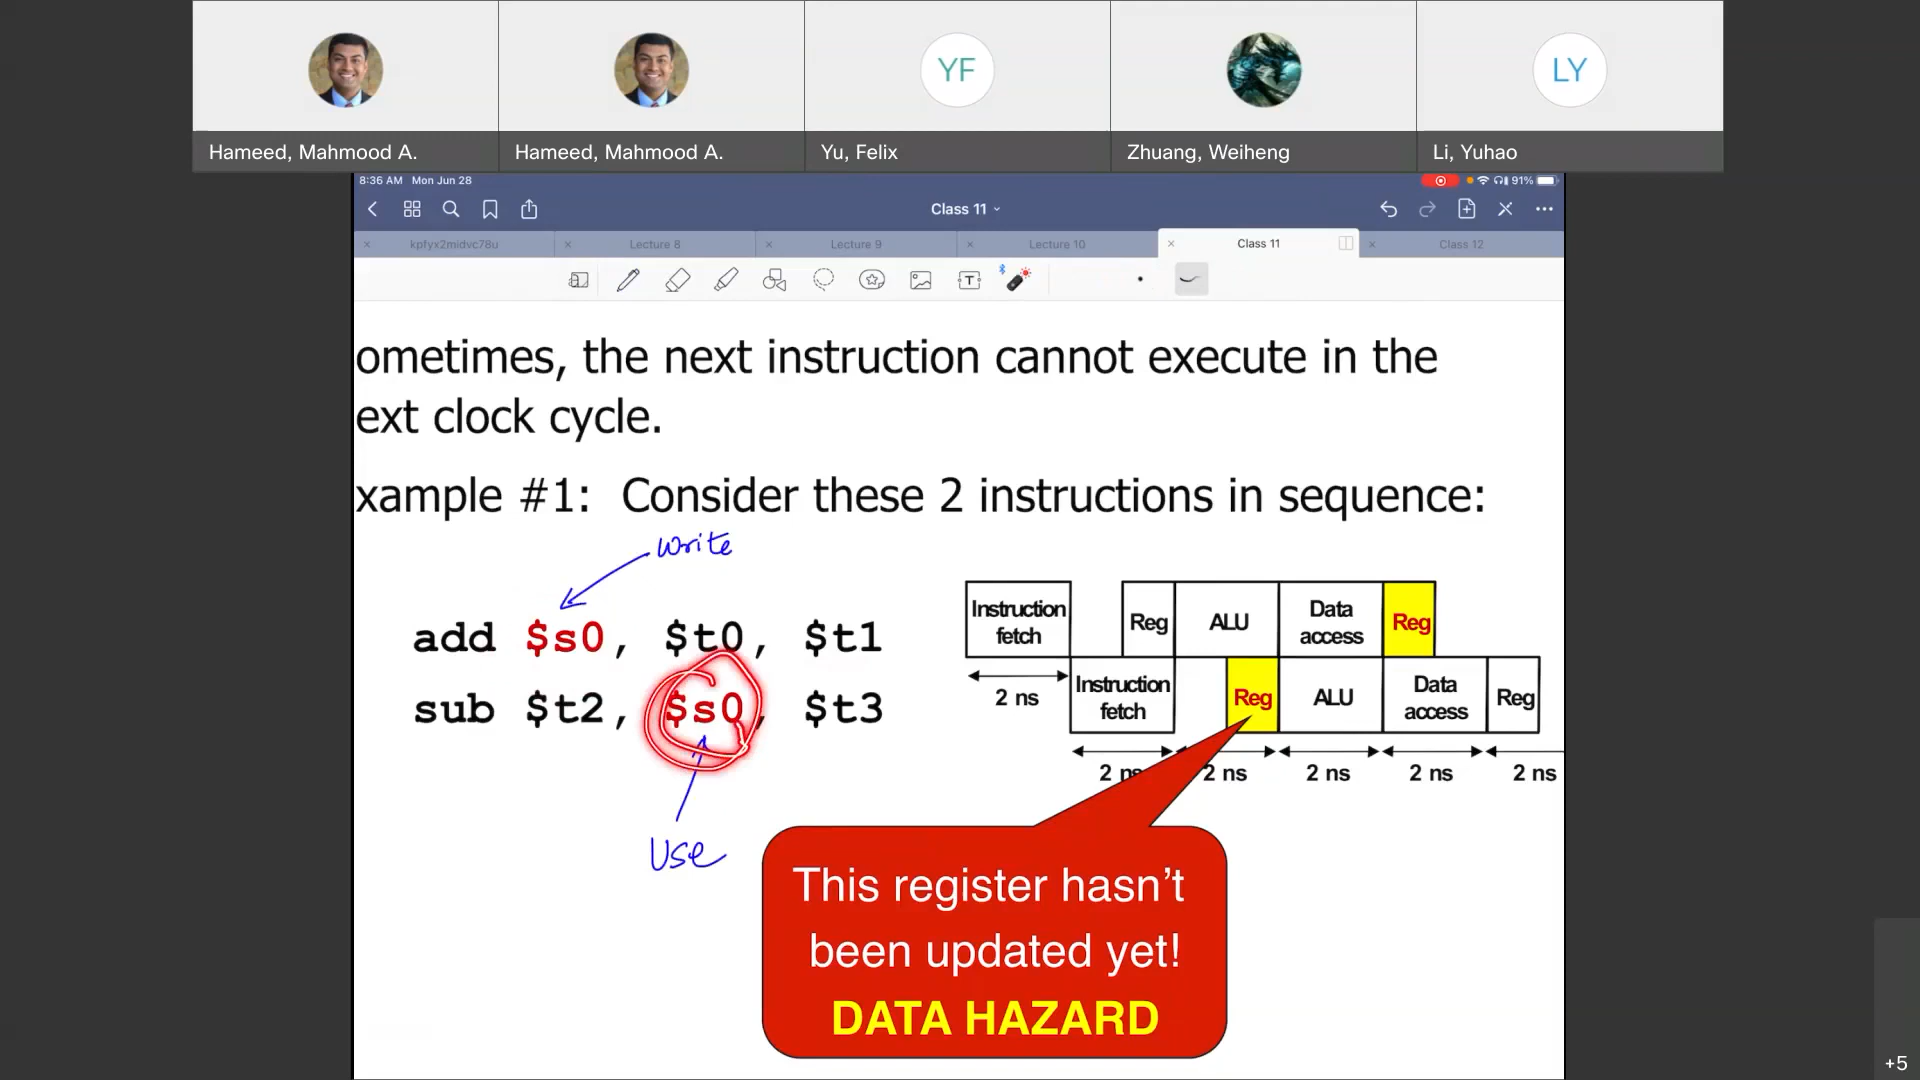 YF
LY
Hameed, Mahmood A.
Hameed, Mahmood A.
Yu, Felix
Zhuang, Weiheng
Li, Yuhao
8:36 AM Mon Jun 28
91%
Class 11
kpfyx2midvc78u
Lecture 8
Lecture 9
Lecture 10
Class 11
Class 12
T
ometimes, the next instruction cannot execute in the
ext clock cycle.
xample #1: Consider these 2 instructions in sequence:
write
add $s0, $t0, $t1
sub $t2, $s0, $t3
Use
Instruction
fetch
Reg
ALU
Data
access
Reg
2 ns
Instruction
fetch
Reg
ALU
Data
access
Reg
2 ns
2 ns
2 ns
2 ns
2 ns
This register hasn't
been updated yet!
DATA HAZARD
+5